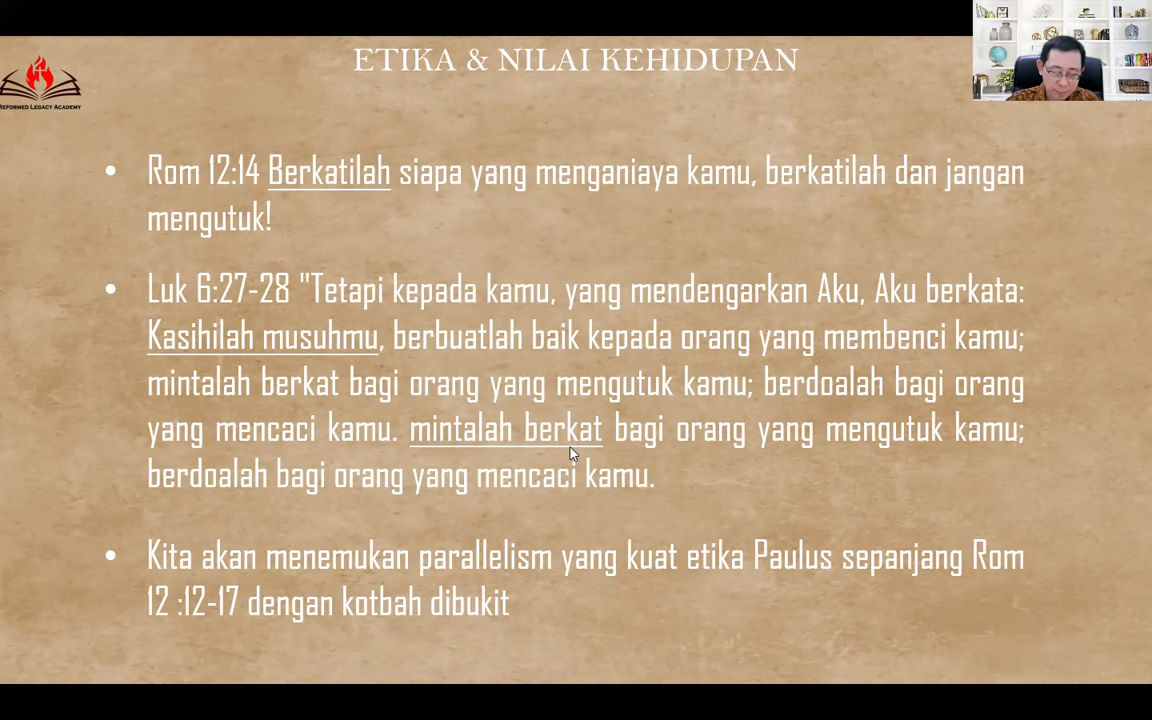 ETIKA & NILAI KEHIDUPAN
REFORMED LEGACY ACADEMY
• Rom 12:14 Berkatilah siapa yang menganiaya kamu, berkatilah dan jangan
mengutuk!
• Luk 6:27-28 "Tetapi kepada kamu, yang mendengarkan Aku, Aku berkata:
Kasihilah musuhmu, berbuatlah baik kepada orang yang membenci kamu;
mintalah berkat bagi orang yang mengutuk kamu; berdoalah bagi orang
yang mencaci kamu. mintalah berkat bagi orang yang mengutuk kamu;
berdoalah bagi orang yang mencaci kamu.
• Kita akan menemukan parallelism yang kuat etika Paulus sepanjang Rom
12 :12-17 dengan kotbah dibukit